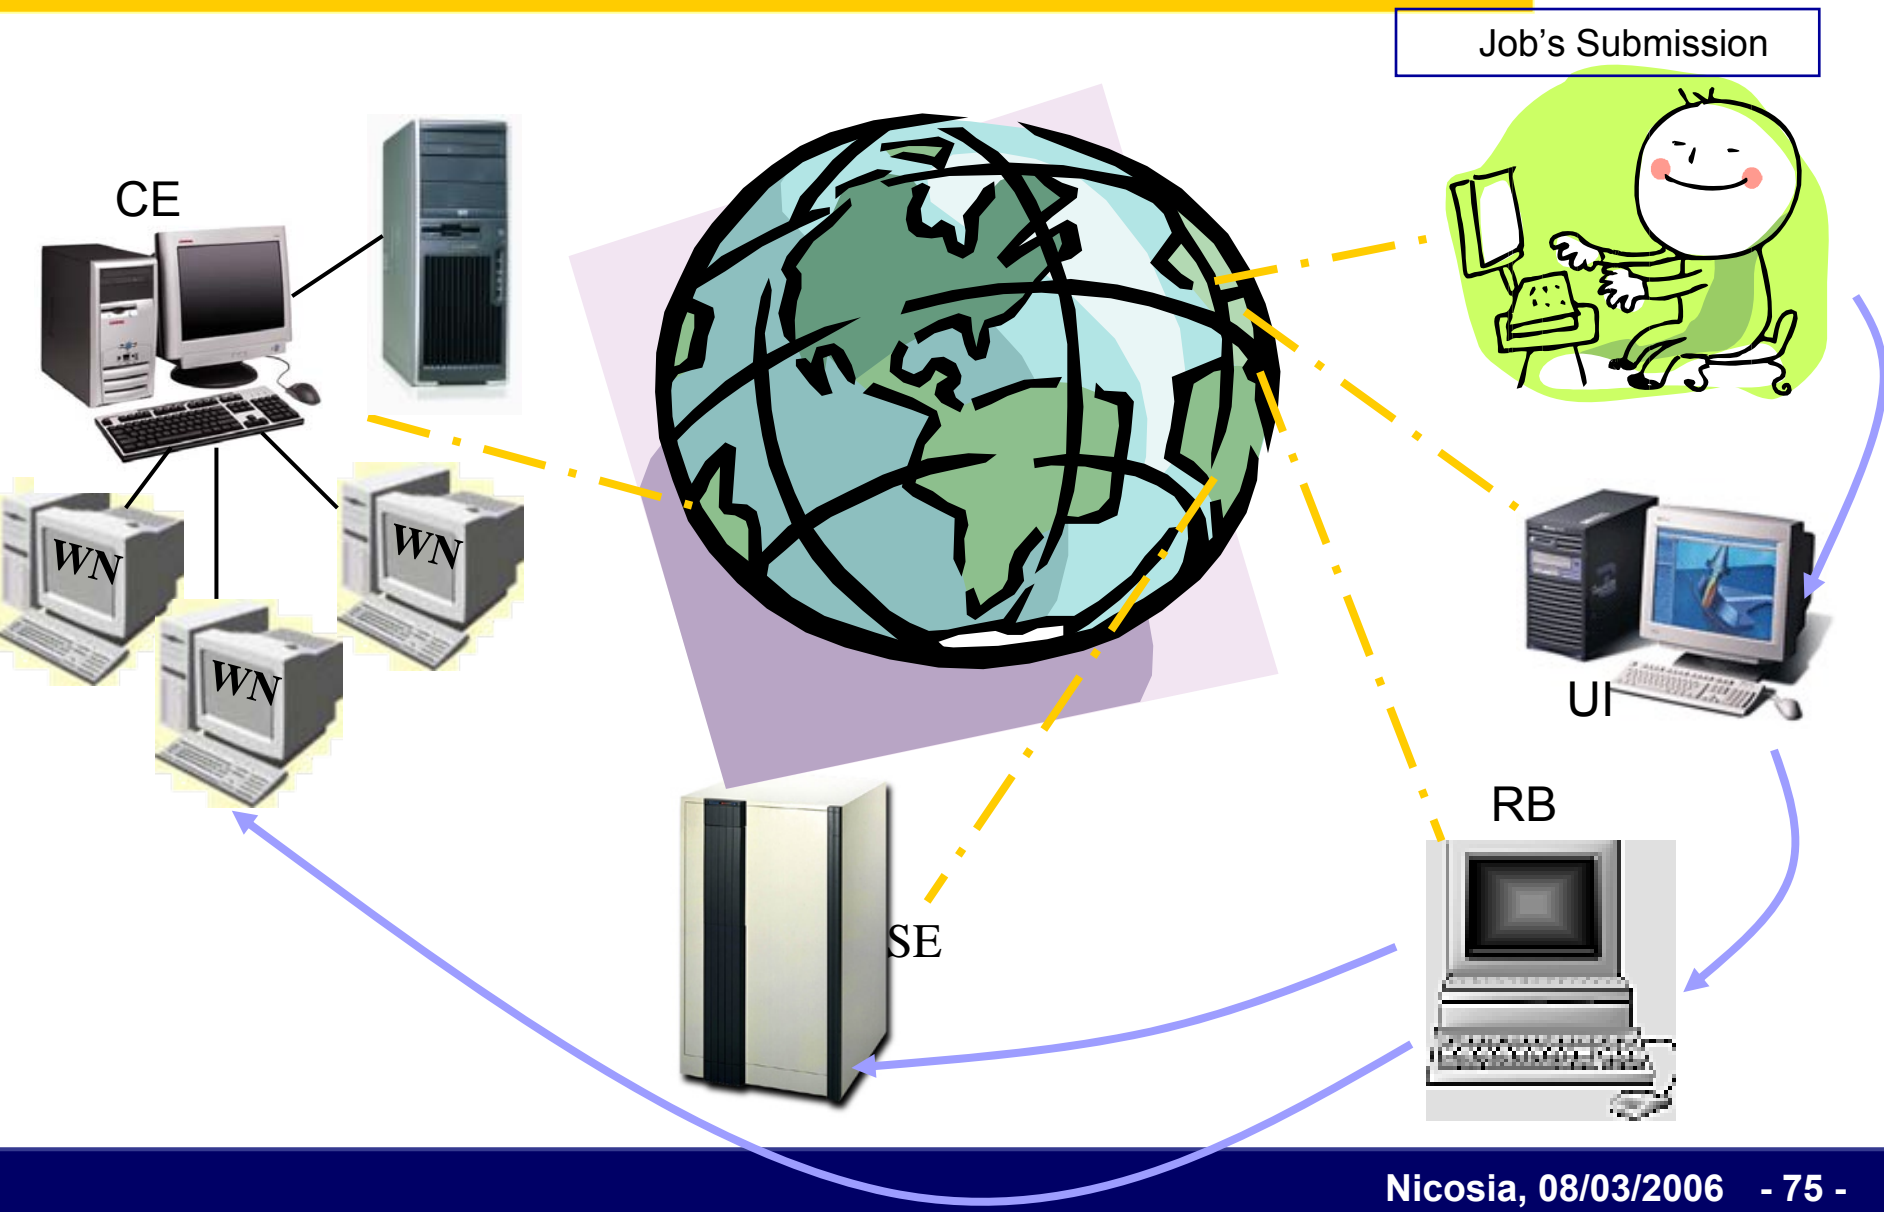 Job's Submission
CE
WN
WN
WN
UI
RB
SE
Nicosia, 08/03/2006 - 75 -